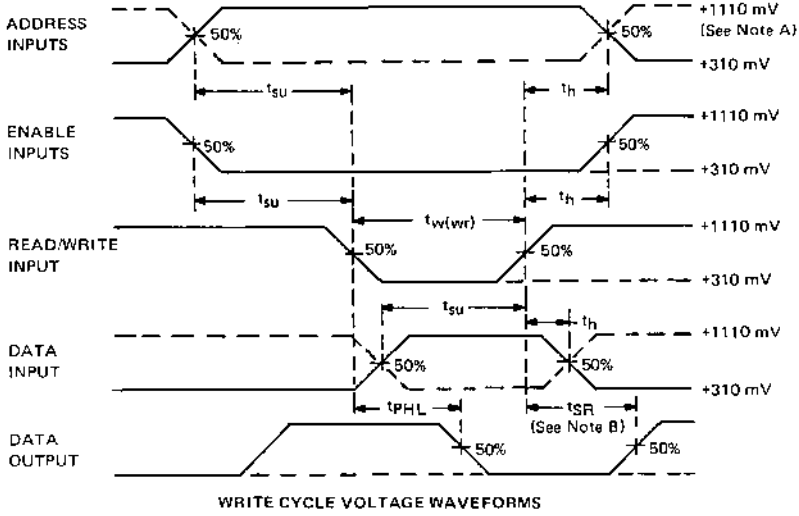 ADDRESS INPUTS
50%
50%
+1110 mV
(See Note A)
+310 mV
tsu
th
ENABLE INPUTS
50%
50%
+1110 mV
+310 mV
tsu
th
tw(wr)
READ/WRITE INPUT
50%
50%
+1110 mV
+310 mV
tsu
th
DATA INPUT
50%
50%
+1110 mV
+310 mV
tPHL
tSR
(See Note B)
DATA OUTPUT
50%
50%
WRITE CYCLE VOLTAGE WAVEFORMS